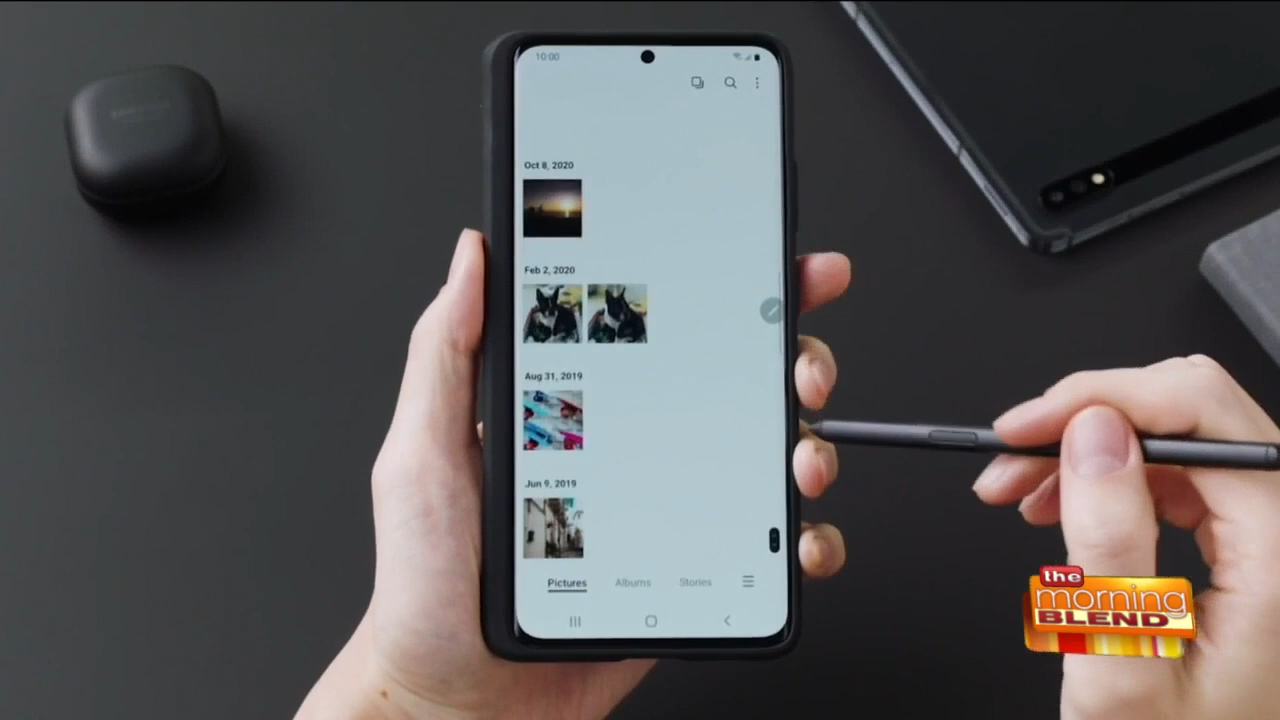 10:00
Oct 8, 2020
Feb 2, 2020
Aug 31, 2019
Jun 9, 2019
Pictures Albums Stories
the
morning
BLEND